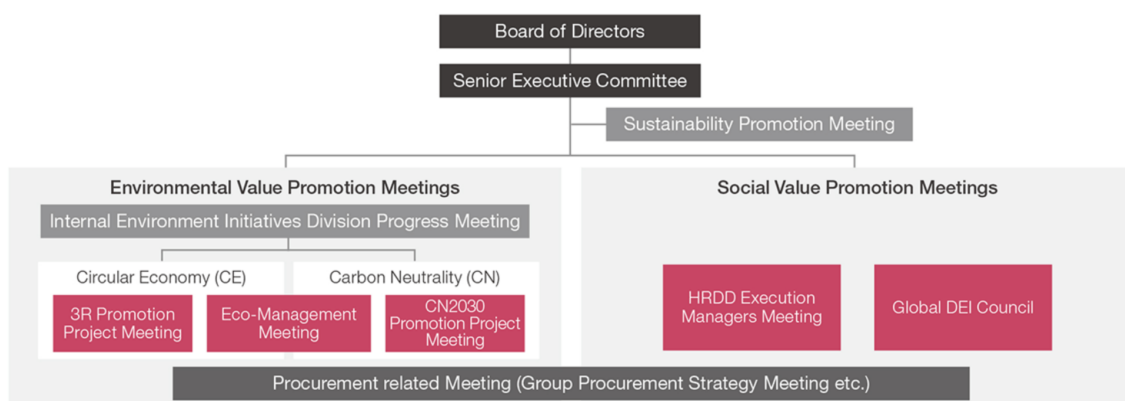 Board of Directors
Senior Executive Committee
Sustainability Promotion Meeting
Environmental Value Promotion Meetings
Internal Environment Initiatives Division Progress Meeting
Circular Economy (CE)
Carbon Neutrality (CN)
3R Promotion
Project Meeting
Eco-Management
Meeting
CN2030
Promotion Project
Meeting
Social Value Promotion Meetings
HRDD Execution
Managers Meeting
Global DEI Council
Procurement related Meeting (Group Procurement Strategy Meeting etc.)